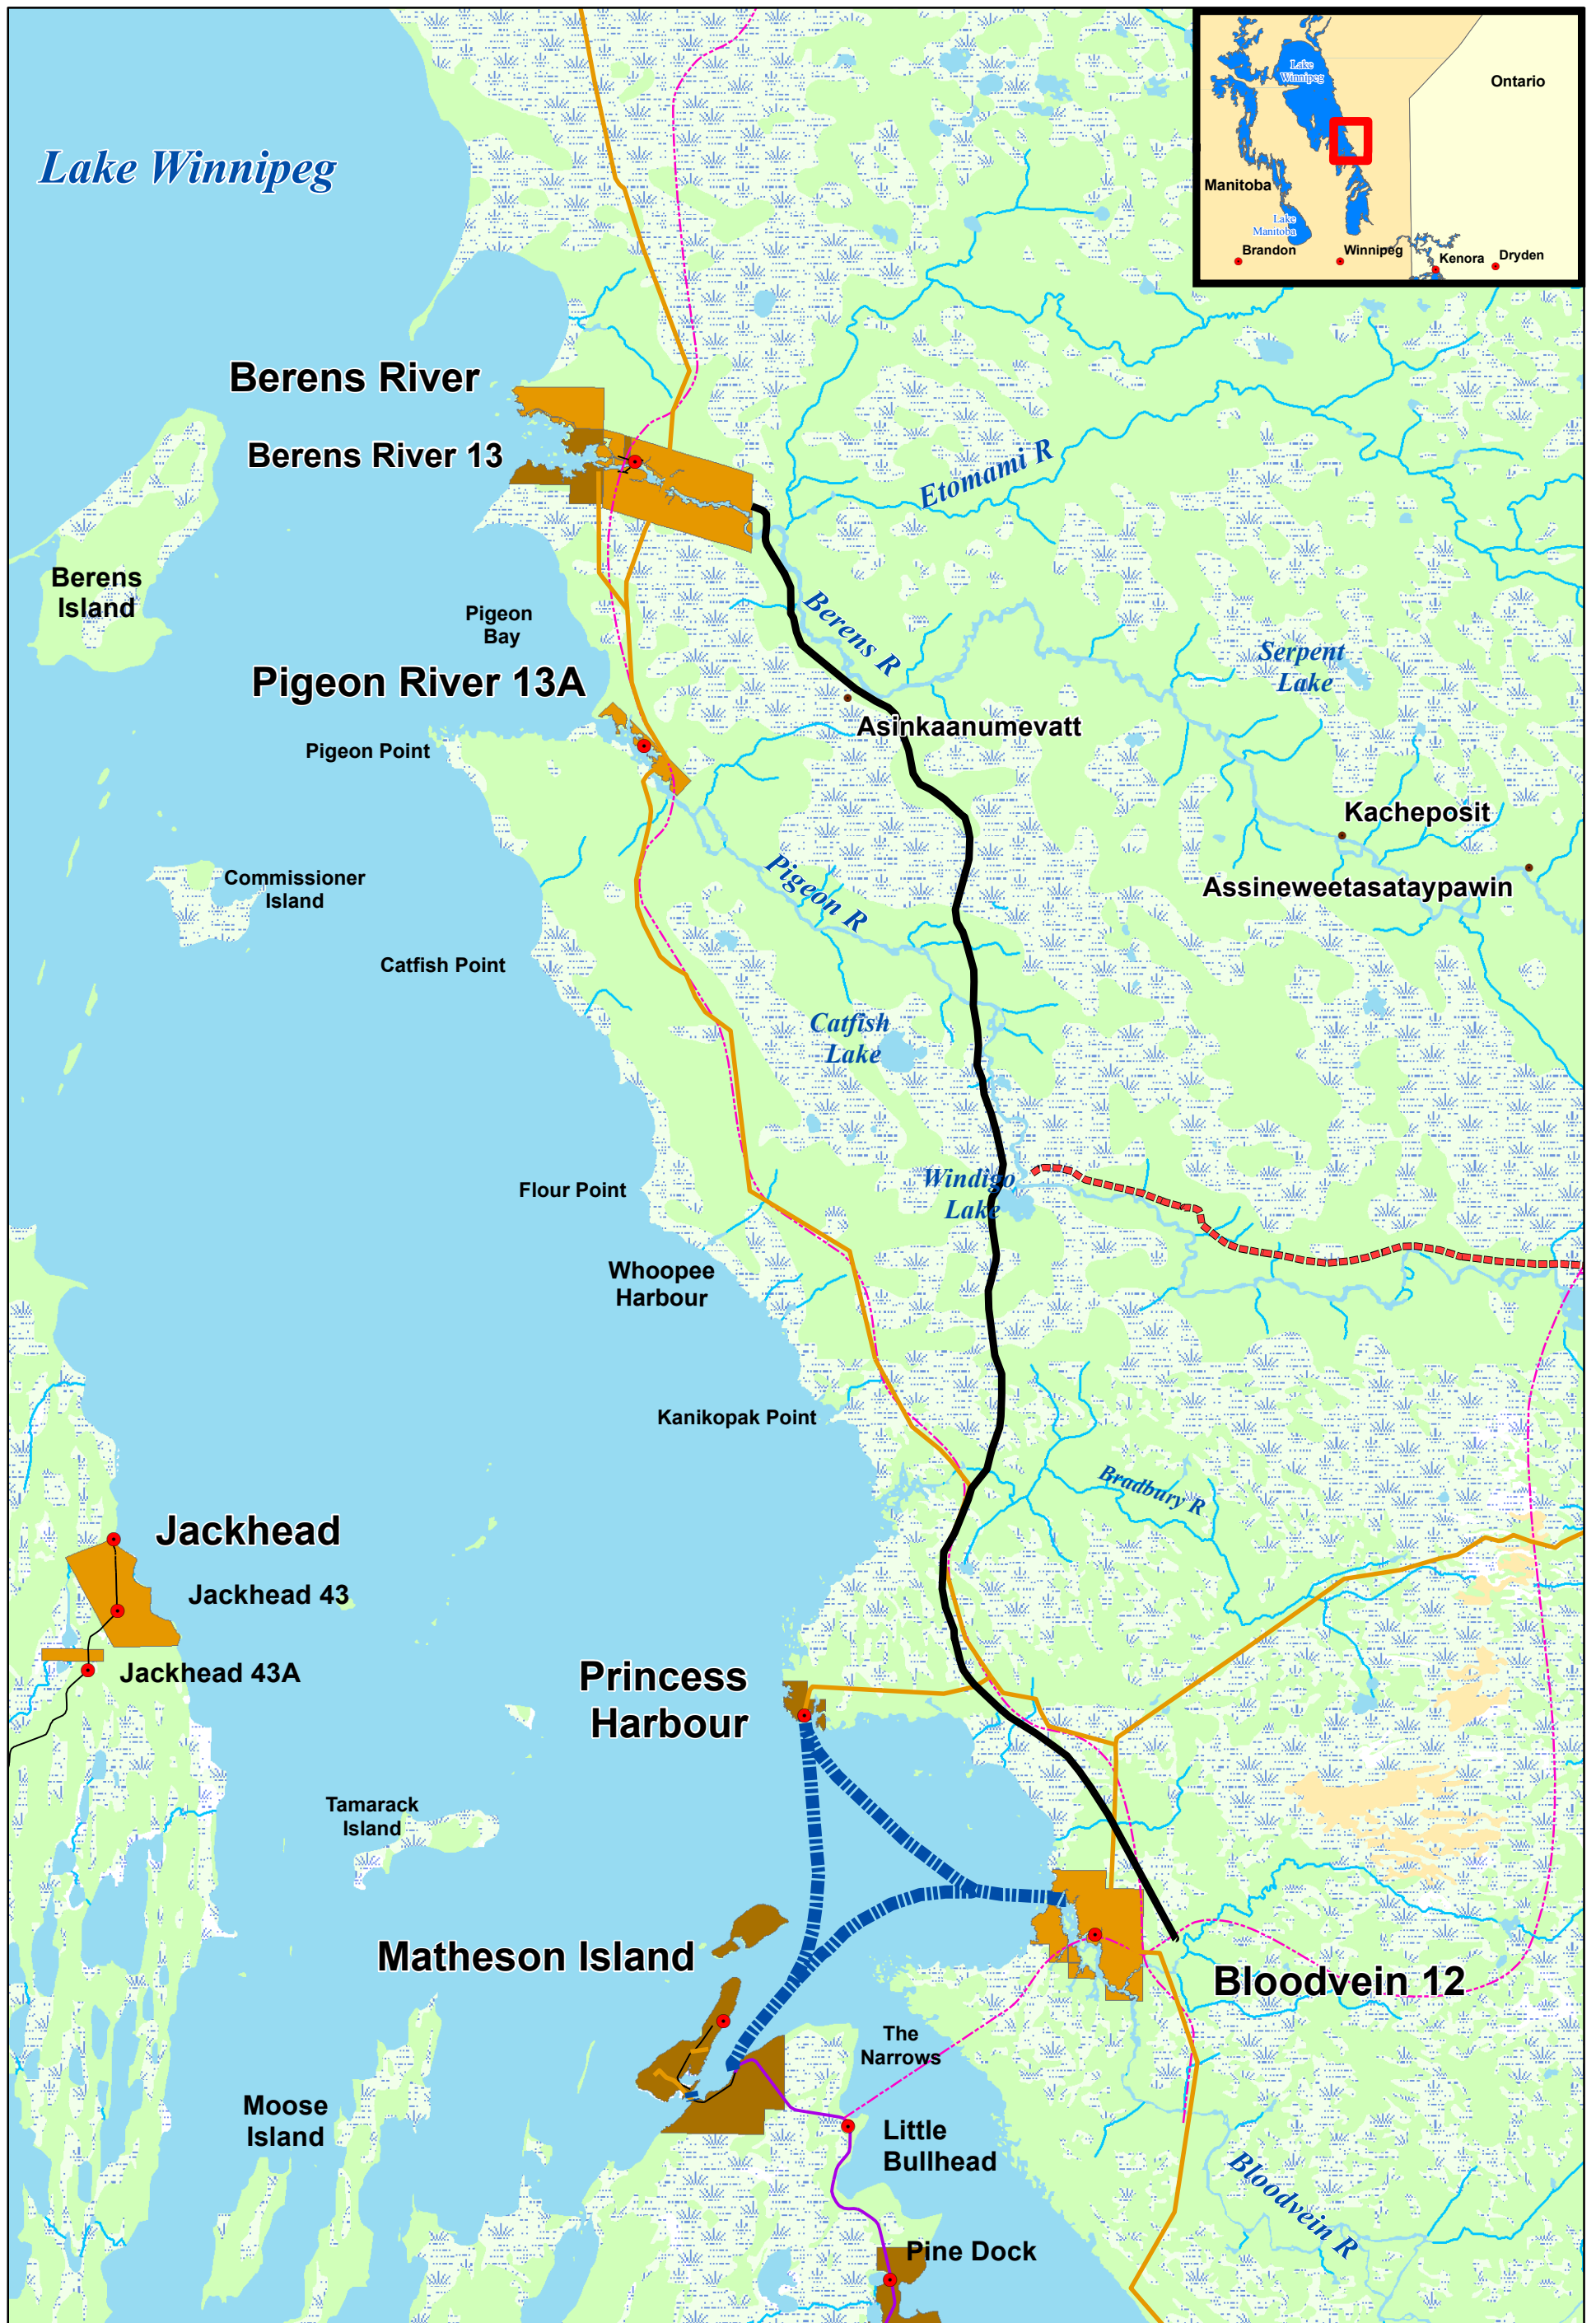 Lake
Winnipeg
Ontario
Manitoba
Lake
Manitoba
Brandon
Winnipeg
Kenora
Dryden
Lake Winnipeg
Berens River
Berens River 13
Etomami R
Berens
Island
Pigeon
Bay
Berens R
Serpent
Lake
Pigeon River 13A
Asinkaanumevatt
Pigeon Point
Kacheposit
Commissioner
Island
Pigeon R
Assineweetasataypawin
Catfish Point
Catfish
Lake
Flour Point
Windigo
Lake
Whoopee
Harbour
Kanikopak Point
Bradbury R
Jackhead
Jackhead 43
Jackhead 43A
Princess
Harbour
Tamarack
Island
Matheson Island
Bloodvein 12
The
Narrows
Moose
Island
Little
Bullhead
Bloodvein R
Pine Dock